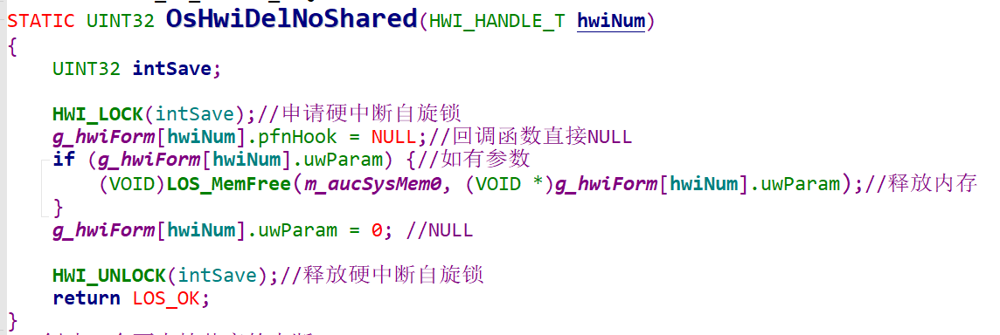 STATIC UINT32 OsHwiDelNoShared(HWI_HANDLE_T hwiNum)
{
    UINT32 intSave;

    HWI_LOCK(intSave);//申请硬中断自旋锁
    g_hwiForm[hwiNum].pfnHook = NULL;//回调函数直接NULL
    if (g_hwiForm[hwiNum].uwParam) {//如有参数
        (VOID)LOS_MemFree(m_aucSysMem0, (VOID *)g_hwiForm[hwiNum].uwParam);//释放内存
    }
    g_hwiForm[hwiNum].uwParam = 0; //NULL

    HWI_UNLOCK(intSave);//释放硬中断自旋锁
    return LOS_OK;
}